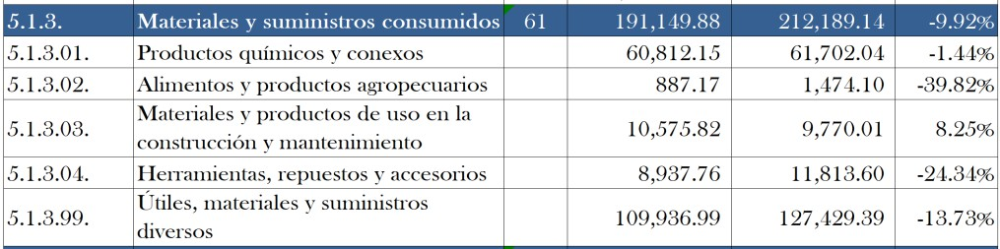 5.1.3. Materiales y suministros consumidos 61 191,149.88 212,189.14 -9.92%
5.1.3.01. Productos químicos y conexos 60,812.15 61,702.04 -1.44%
5.1.3.02. Alimentos y productos agropecuarios 887.17 1,474.10 -39.82%
5.1.3.03. Materiales y productos de uso en la
construcción y mantenimiento 10,575.82 9,770.01 8.25%
5.1.3.04. Herramientas, repuestos y accesorios 8,937.76 11,813.60 -24.34%
5.1.3.99. Útiles, materiales y suministros
diversos 109,936.99 127,429.39 -13.73%